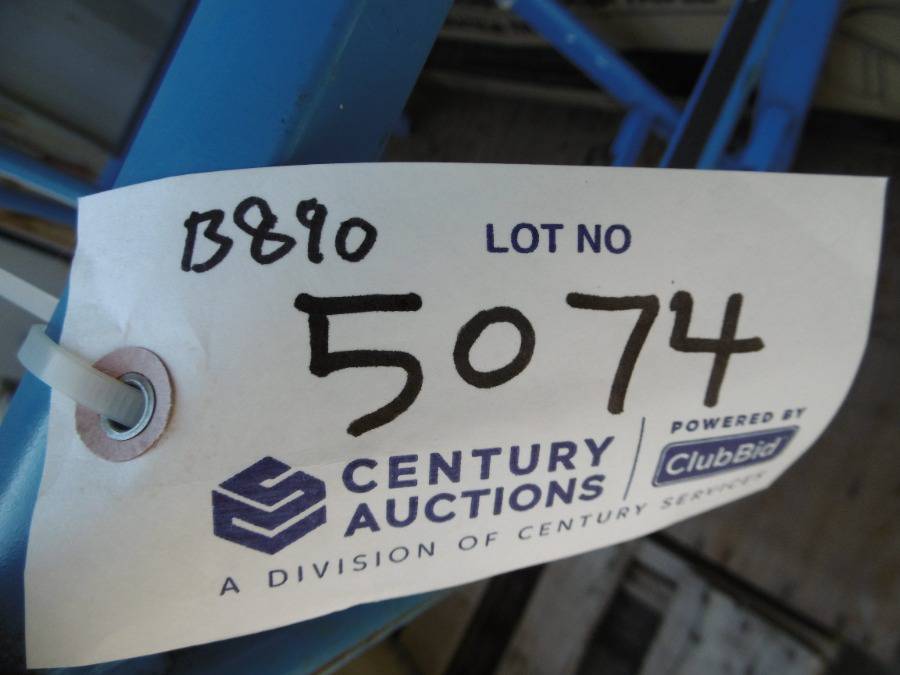 B890 LOT NO
5074
CENTURY AUCTIONS
POWERED BY
ClubBid
A DIVISION OF CENTURY SERVICES